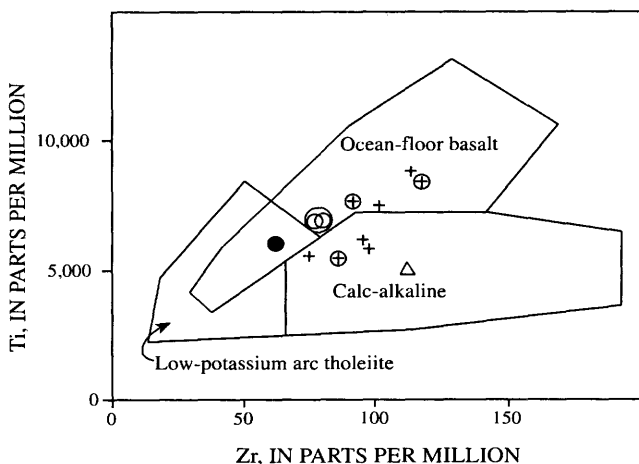 Ti, IN PARTS PER MILLION
10,000
5,000
0
Ocean-floor basalt
Calc-alkaline
Low-potassium arc tholeiite
0
50
100
150
Zr, IN PARTS PER MILLION